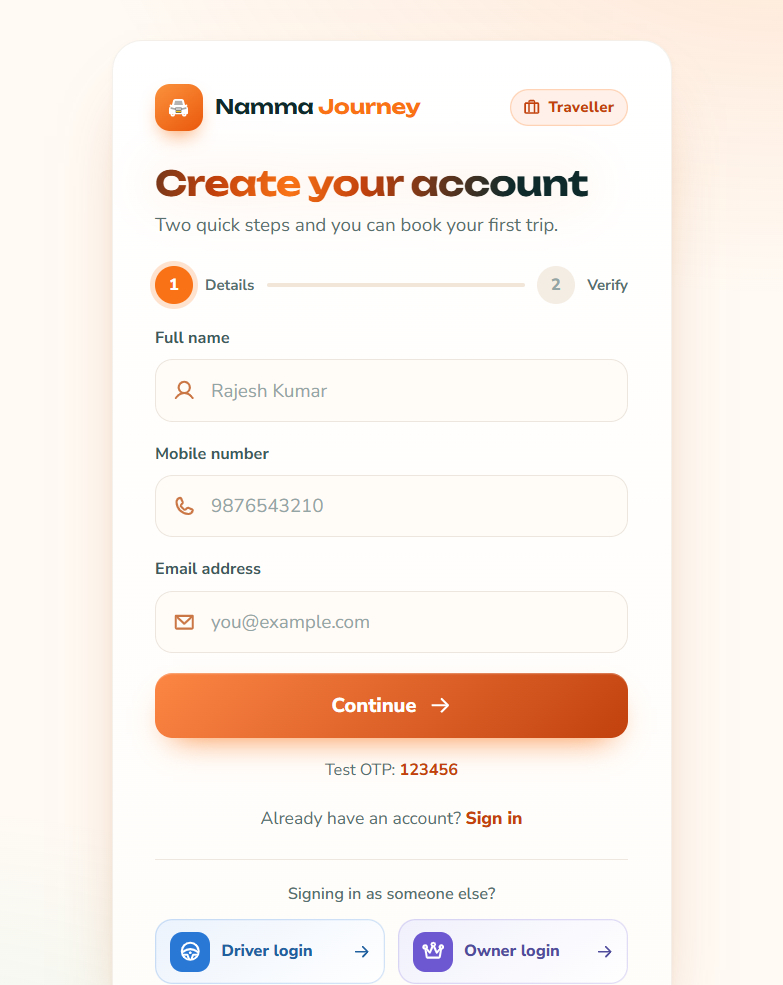 Namma Journey
Traveller
Create your account
Two quick steps and you can book your first trip.
1 Details
2 Verify
Full name
Rajesh Kumar
Mobile number
9876543210
Email address
you@example.com
Continue →
Test OTP: 123456
Already have an account? Sign in
Signing in as someone else?
Driver login →
Owner login →